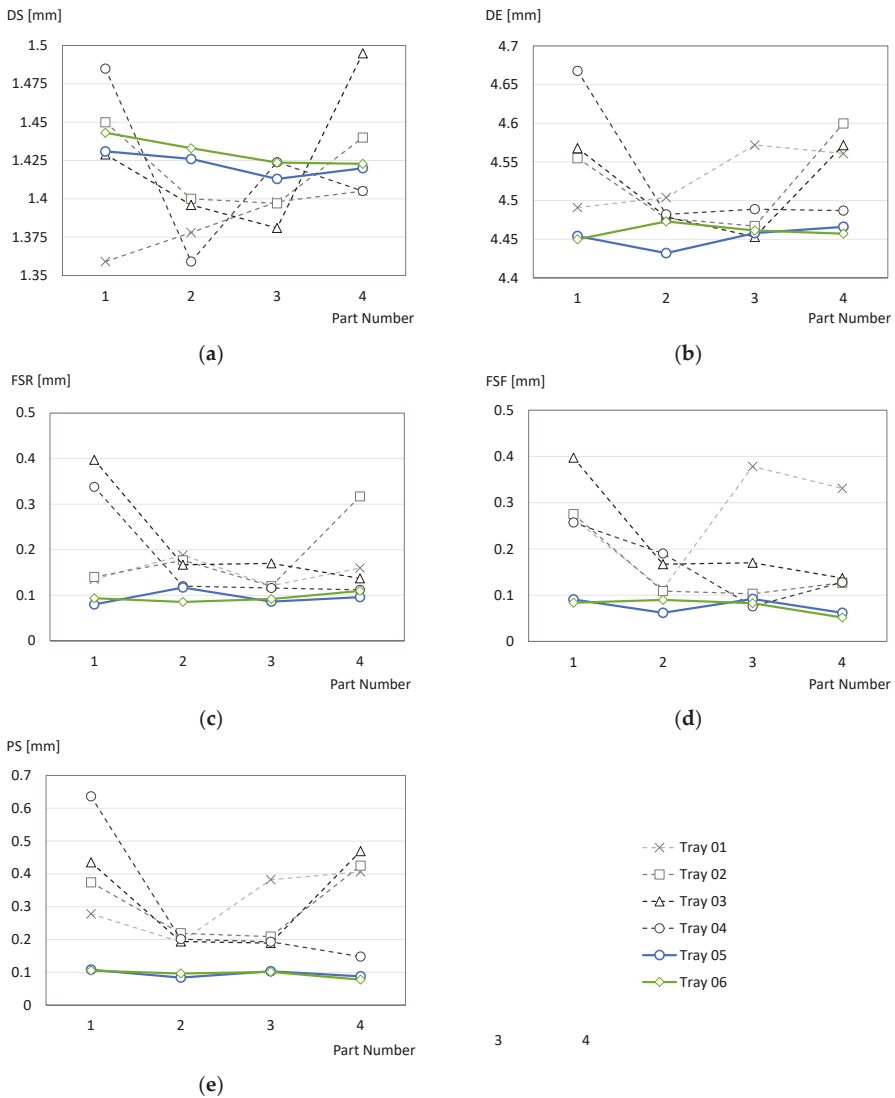 DS [mm]
1.5
1.475
1.45
1.425
1.4
1.375
1.35
1 2 3 4
Part Number
(a)
DE [mm]
4.7
4.65
4.6
4.55
4.5
4.45
4.4
1 2 3 4
Part Number
(b)
FSR [mm]
0.5
0.4
0.3
0.2
0.1
0
1 2 3 4
Part Number
(c)
FSF [mm]
0.5
0.4
0.3
0.2
0.1
0
1 2 3 4
Part Number
(d)
PS [mm]
0.7
0.6
0.5
0.4
0.3
0.2
0.1
0
1 2 3 4
Part Number
(e)
Tray 01
Tray 02
Tray 03
Tray 04
Tray 05
Tray 06
3 4